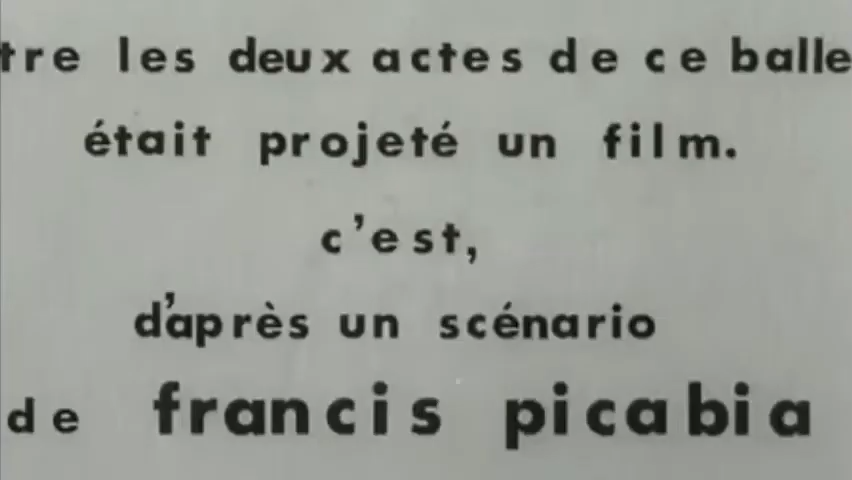 tre les deux actes de ce balle
était projeté un film.
c'est,
d'après un scénario
de francis picabia